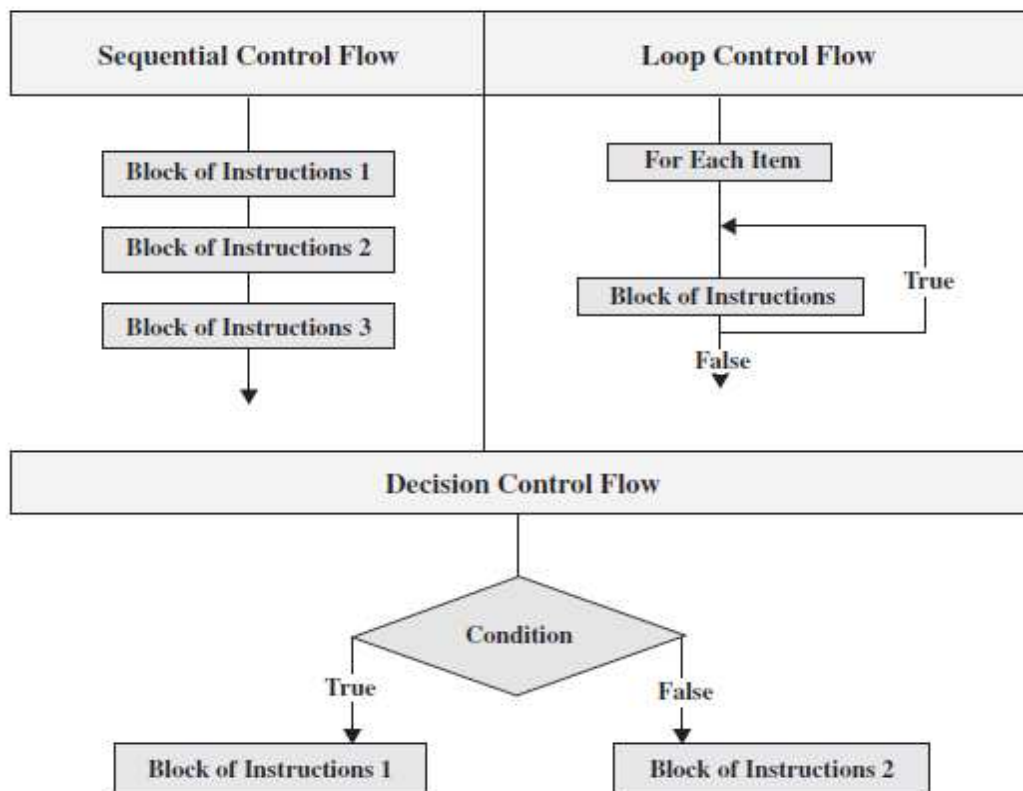 Sequential Control Flow
Block of Instructions 1
Block of Instructions 2
Block of Instructions 3
Loop Control Flow
For Each Item
True
Block of Instructions
False
Decision Control Flow
Condition
True
False
Block of Instructions 1
Block of Instructions 2